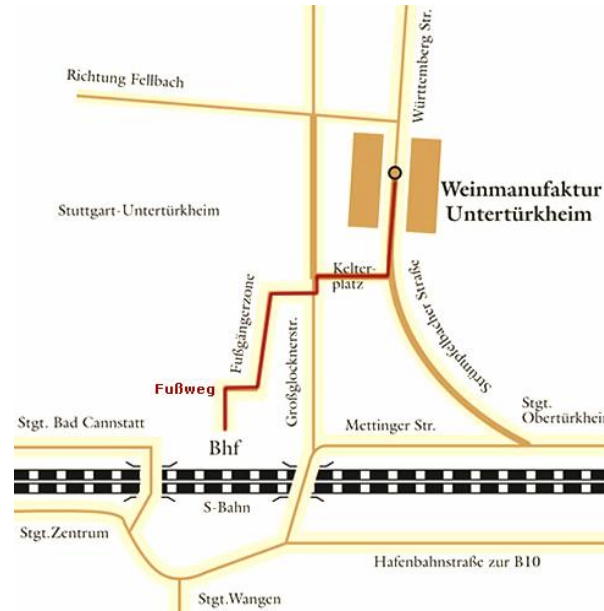 Württemberg Str.
Richtung Fellbach
Weinmanufaktur
Untertürkheim
Stuttgart-Untertürkheim
Kelter-
platz
Fußgängerzone
Strümpfelbacher Straße
Großglocknerstr.
Fußweg
Stgt.
Obertürkheim
Stgt. Bad Cannstatt
Mettinger Str.
Bhf
S-Bahn
Stgt.Zentrum
Hafenbahnstraße zur B10
Stgt.Wangen